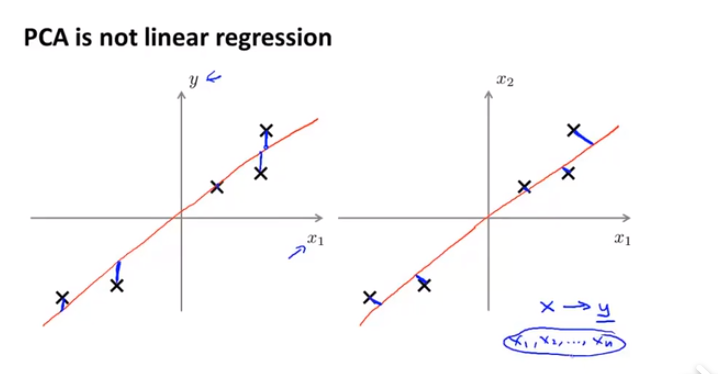 PCA is not linear regression
y
x₁
x₂
x₁
x → y
x₁, x₂, ..., xₙ